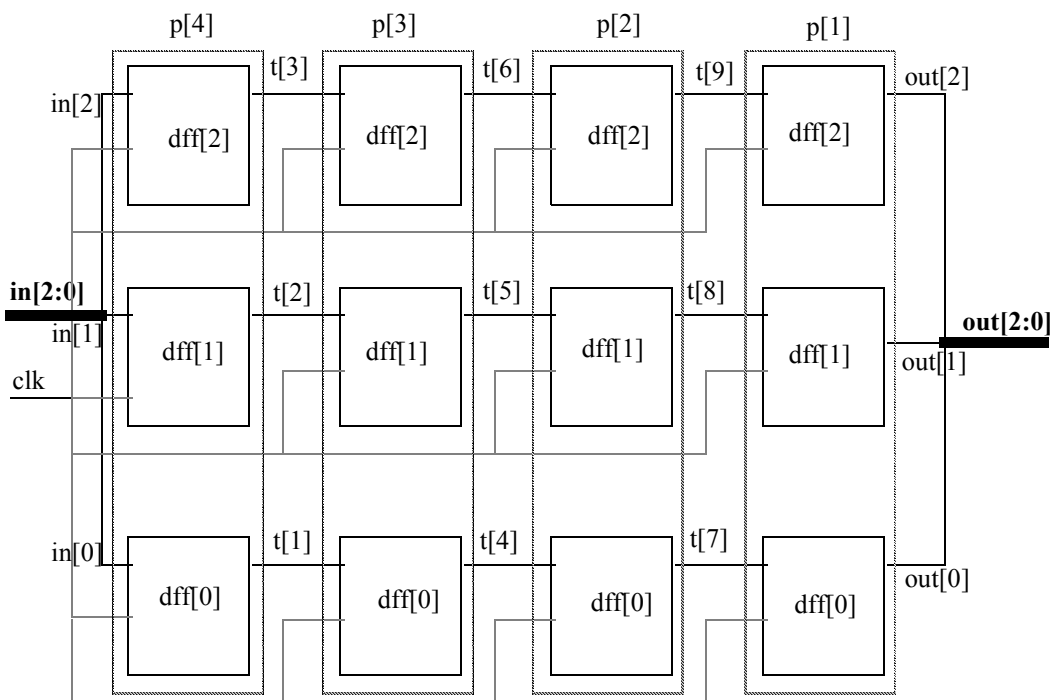 p[4] p[3] p[2] p[1]
t[3] t[6] t[9] out[2]
in[2]
dff[2] dff[2] dff[2] dff[2]
in[2:0] t[2] t[5] t[8]
out[2:0]
in[1] dff[1] dff[1] dff[1] dff[1] out[1]
clk
in[0] t[1] t[4] t[7]
out[0]
dff[0] dff[0] dff[0] dff[0]